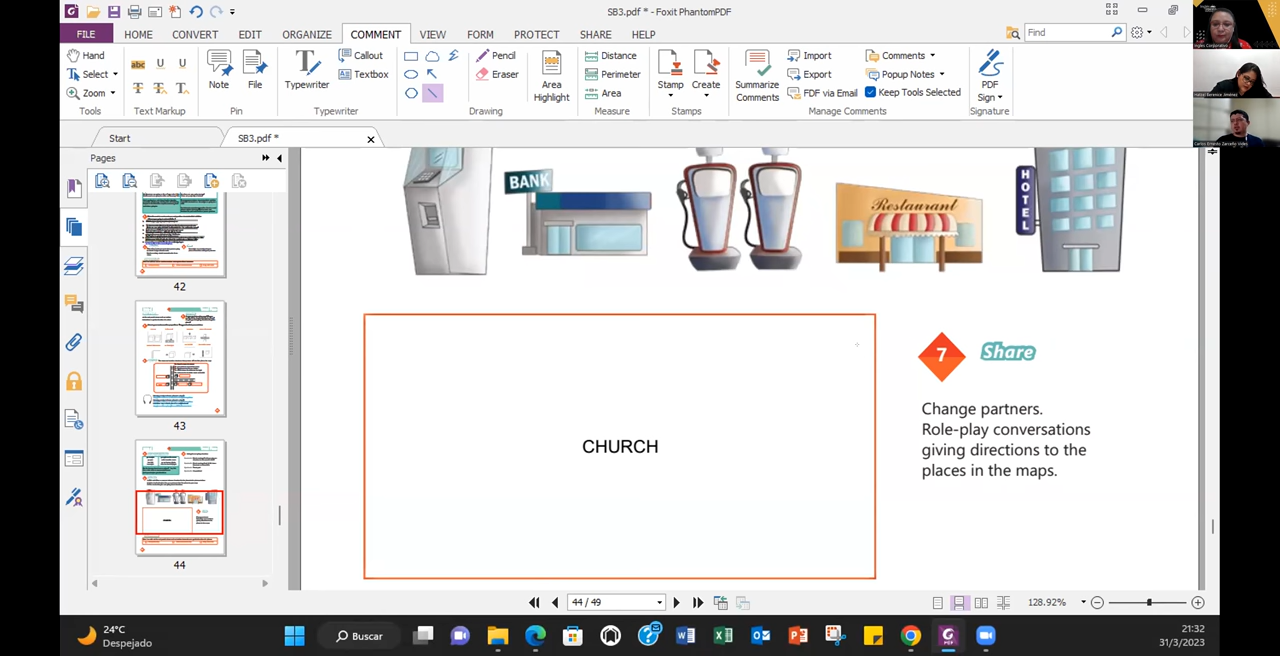 SB3.pdf * - Foxit PhantomPDF
FILE HOME CONVERT EDIT ORGANIZE COMMENT VIEW FORM PROTECT SHARE HELP
Find
Hand
Select
Zoom
Tools
Text Markup
Note
File
Pin
Typewriter
Callout
Textbox
Typewriter
Pencil
Eraser
Area
Highlight
Drawing
Distance
Perimeter
Area
Measure
Stamp
Create
Stamps
Summarize
Comments
Import
Export
FDF via Email
Comments
Popup Notes
Keep Tools Selected
Manage Comments
PDF
Sign
Signature
Start
SB3.pdf *
Pages
42
43
44
BANK
Restaurant
HOTEL
CHURCH
7
Share
Change partners.
Role-play conversations
giving directions to the
places in the maps.
44 / 49
128.92%
24°C
Despejado
Buscar
21:32
31/3/2023